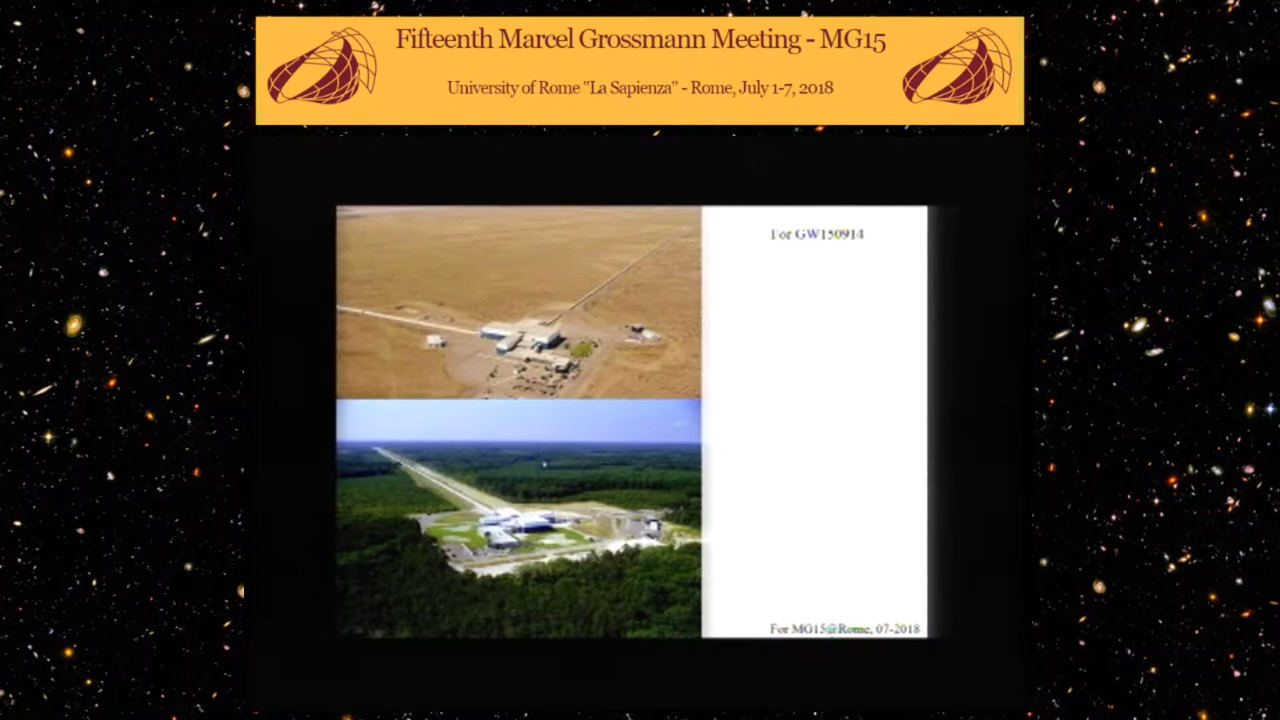 Fifteenth Marcel Grossmann Meeting - MG15
University of Rome "La Sapienza" - Rome, July 1-7, 2018
For GW150914
For MG15@Rome, 07-2018